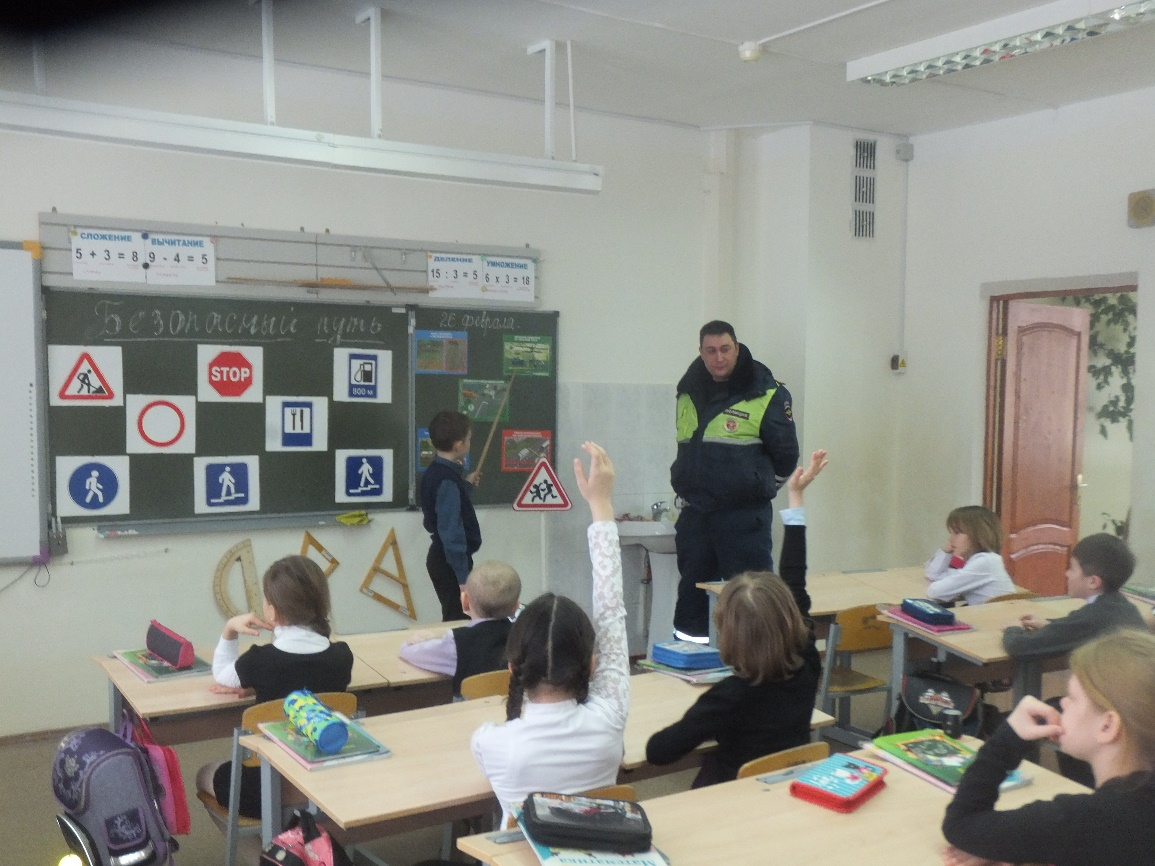 СЛОЖЕНИЕ
5 + 3 = 8
ВЫЧИТАНИЕ
9 - 4 = 5
ДЕЛЕНИЕ
15 : 3 = 5
УМНОЖЕНИЕ
6 х 3 = 18
Безопасный путь
26 февраля.
STOP
800 м
Математика